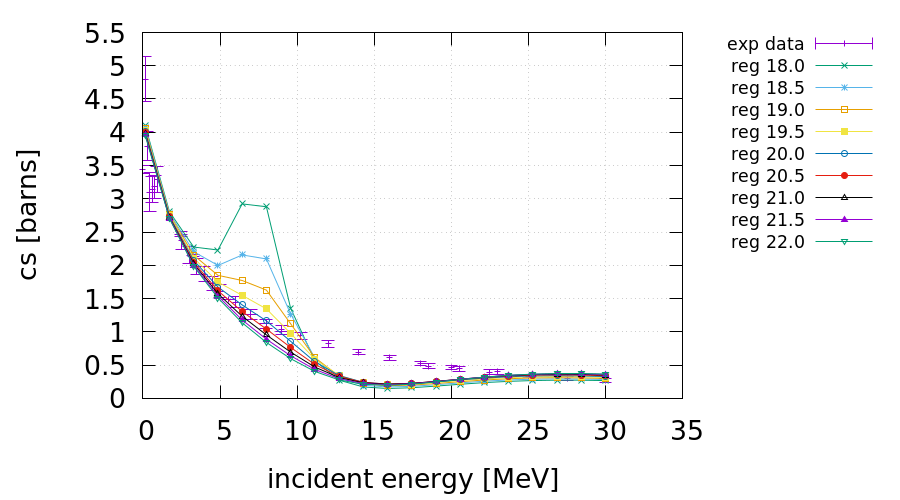 5.5
5
4.5
4
3.5
3
2.5
2
1.5
1
0.5
0
cs [barns]
0 5 10 15 20 25 30 35
incident energy [MeV]
exp data
reg 18.0
reg 18.5
reg 19.0
reg 19.5
reg 20.0
reg 20.5
reg 21.0
reg 21.5
reg 22.0